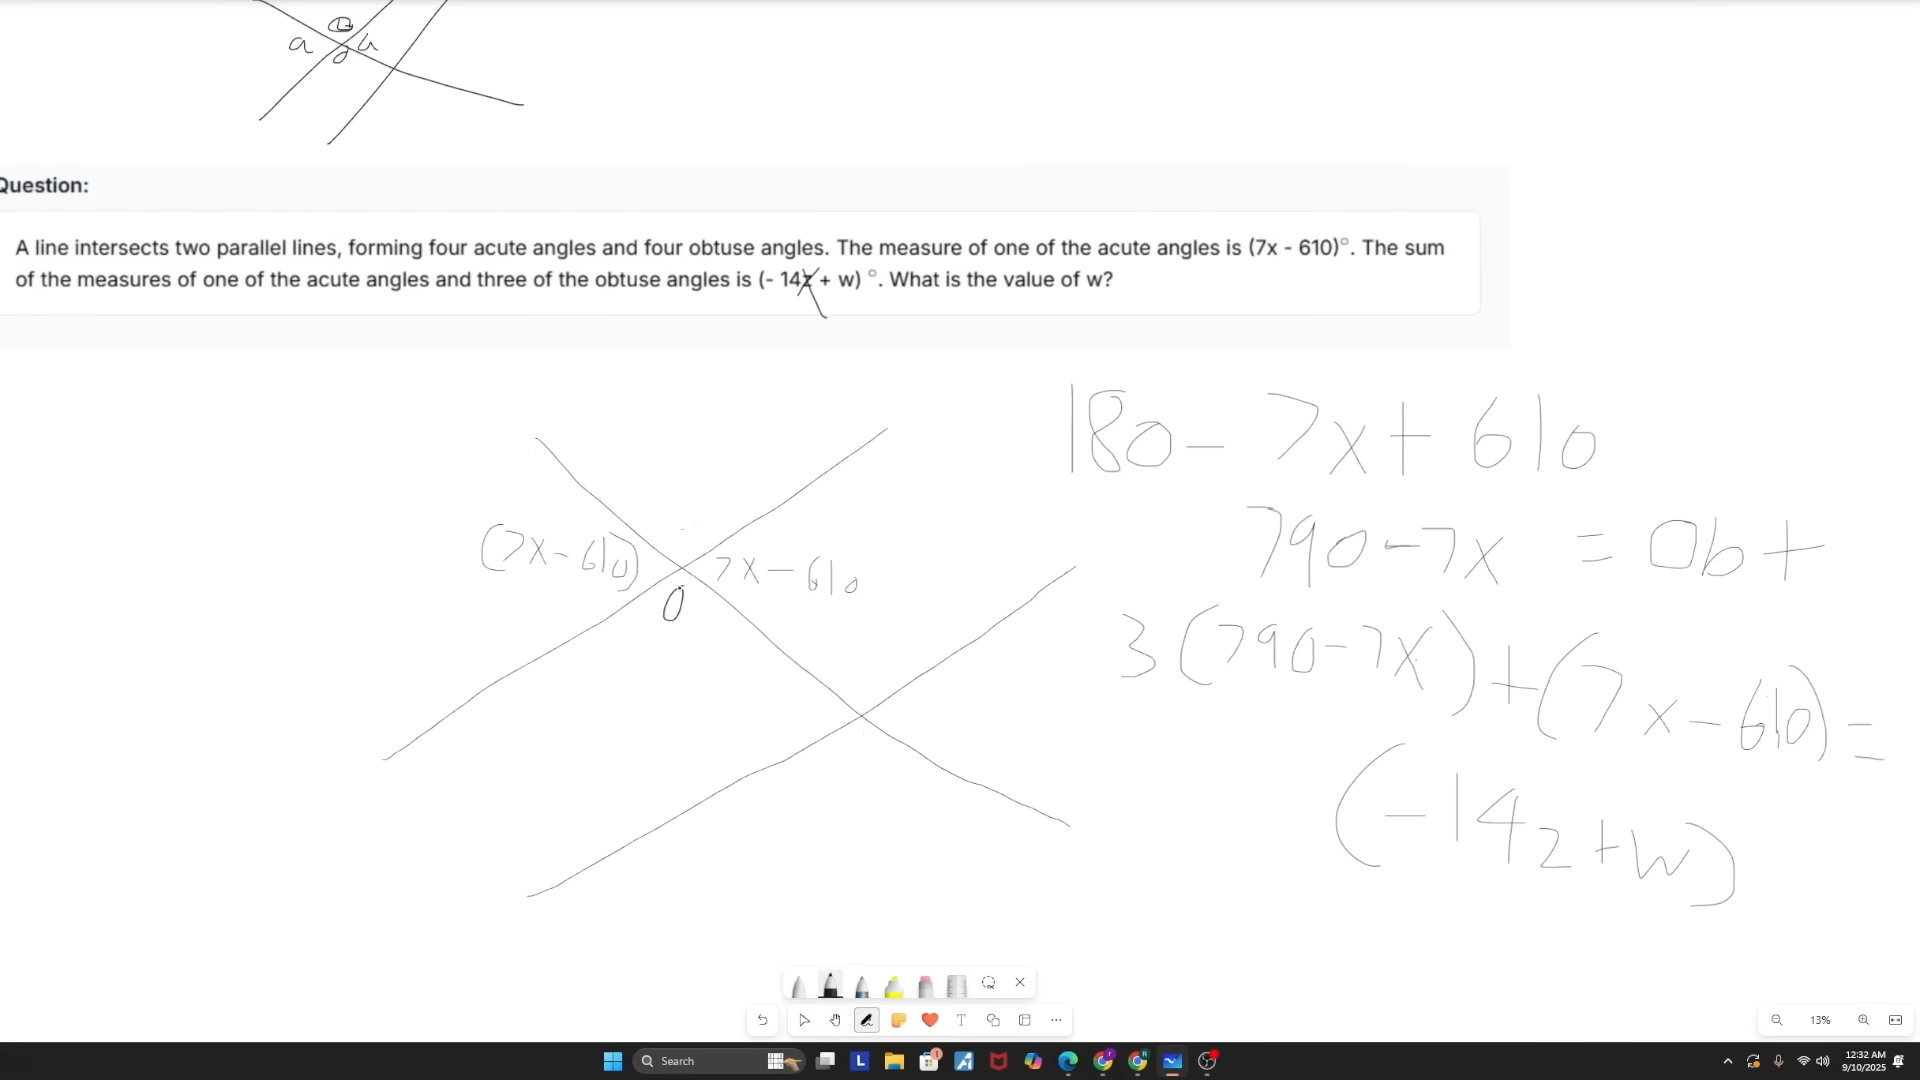 a a
Question:
A line intersects two parallel lines, forming four acute angles and four obtuse angles. The measure of one of the acute angles is (7x - 610)°. The sum
of the measures of one of the acute angles and three of the obtuse angles is (- 14z + w) °. What is the value of w?
180 - 7x + 610
790 - 7x = Ob+
3(790-7x) + (7x - 610) =
(-14z + w)
(7x - 610) 7x - 610
0
13%
Search
12:32 AM
9/10/2025